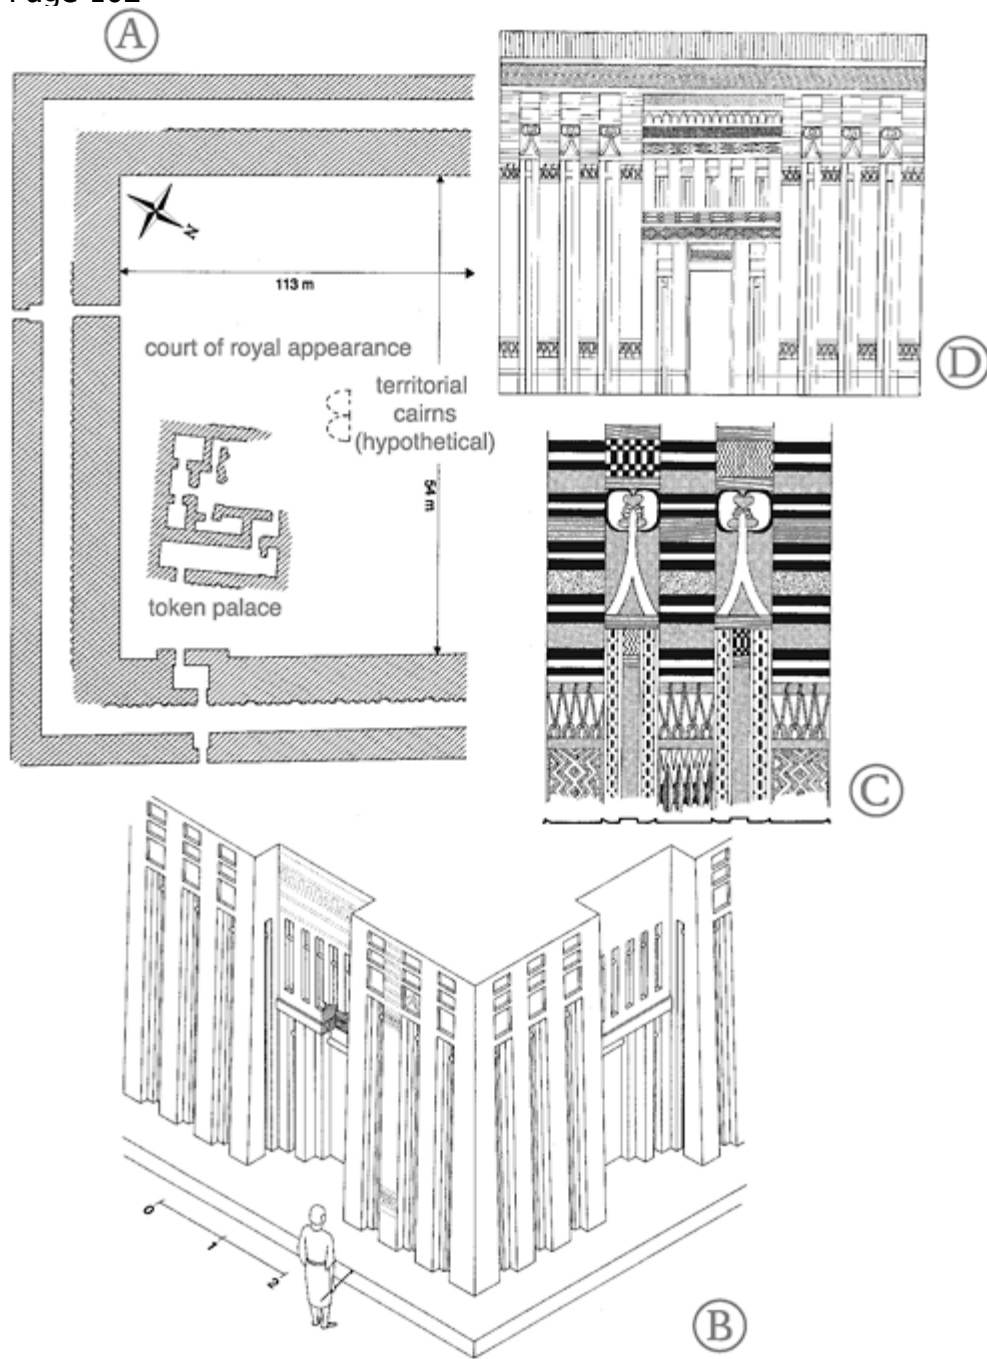 A
N
113 m
court of royal appearance
territorial
cairns
(hypothetical)
54 m
token palace
D
C
0
1
2
B